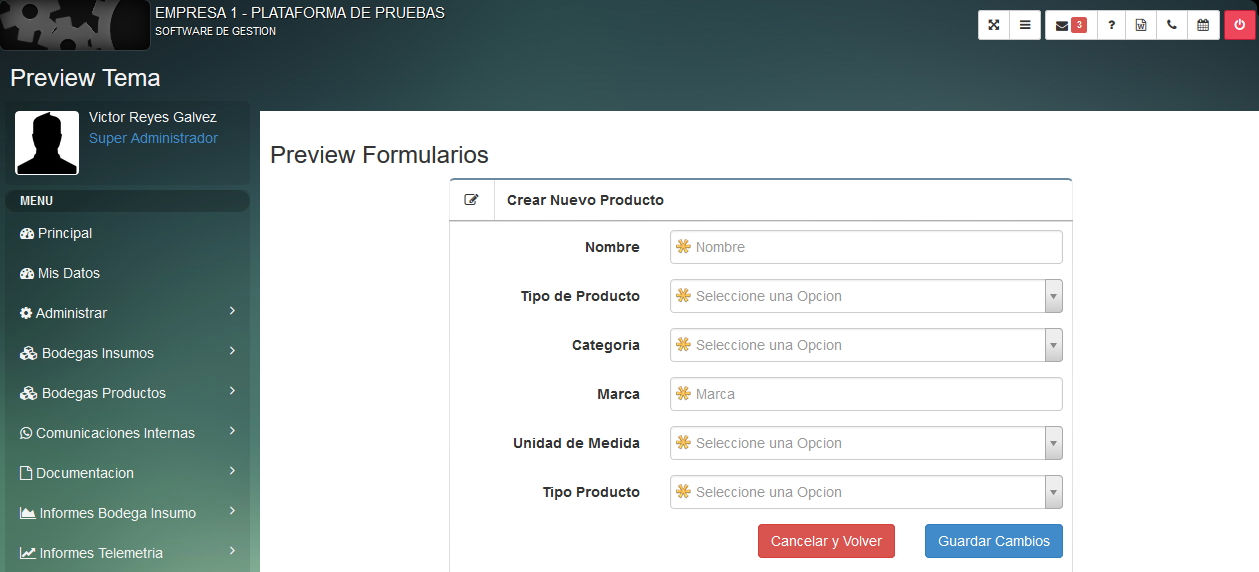 EMPRESA 1 - PLATAFORMA DE PRUEBAS
SOFTWARE DE GESTION
3
?
W
Preview Tema
Victor Reyes Galvez
Super Administrador
MENU
Principal
Mis Datos
Administrar
Bodegas Insumos
Bodegas Productos
Comunicaciones Internas
Documentacion
Informes Bodega Insumo
Informes Telemetria
Preview Formularios
Crear Nuevo Producto
Nombre Nombre
Tipo de Producto Seleccione una Opcion
Categoria Seleccione una Opcion
Marca Marca
Unidad de Medida Seleccione una Opcion
Tipo Producto Seleccione una Opcion
Cancelar y Volver Guardar Cambios